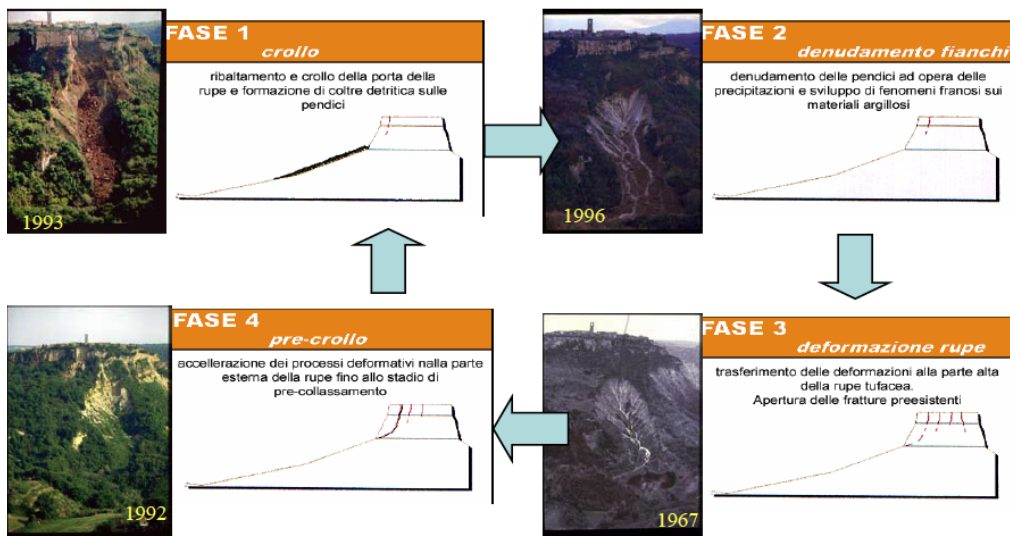 FASE 1
crollo
ribaltamento e crollo della porta della
rupe e formazione di coltre detritica sulle
pendici
1993
FASE 2
denudamento fianchi
denudamento delle pendici ad opera delle
precipitazioni e sviluppo di fenomeni franosi sui
materiali argillosi
1996
FASE 3
deformazione rupe
trasferimento delle deformazioni alla parte alta
della rupe tufacea.
Apertura delle fratture preesistenti
1967
FASE 4
pre-crollo
accellerazione dei processi deformativi nalla parte
esterna della rupe fino allo stadio di
pre-collassamento
1992